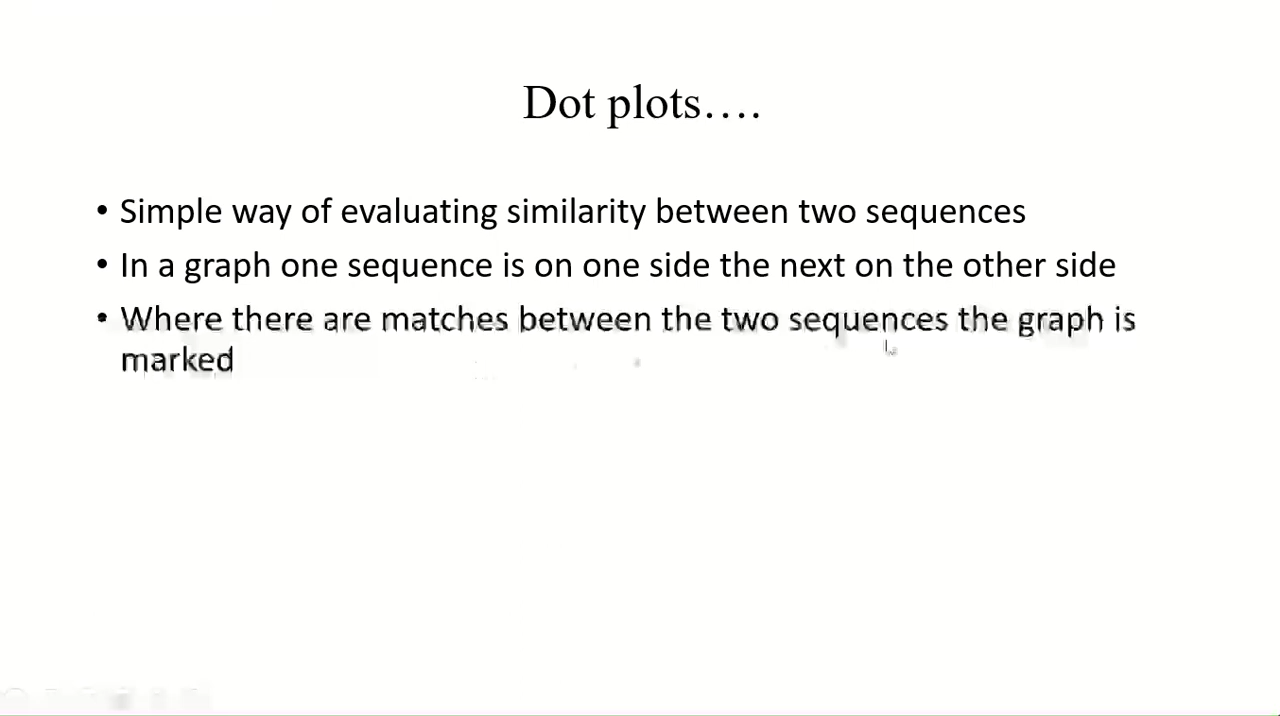 Dot plots….
• Simple way of evaluating similarity between two sequences
• In a graph one sequence is on one side the next on the other side
• Where there are matches between the two sequences the graph is
marked